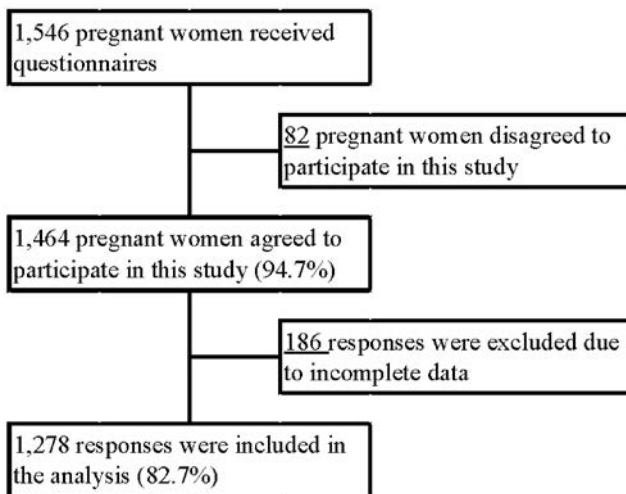 1,546 pregnant women received
questionnaires
82 pregnant women disagreed to
participate in this study
1,464 pregnant women agreed to
participate in this study (94.7%)
186 responses were excluded due
to incomplete data
1,278 responses were included in
the analysis (82.7%)